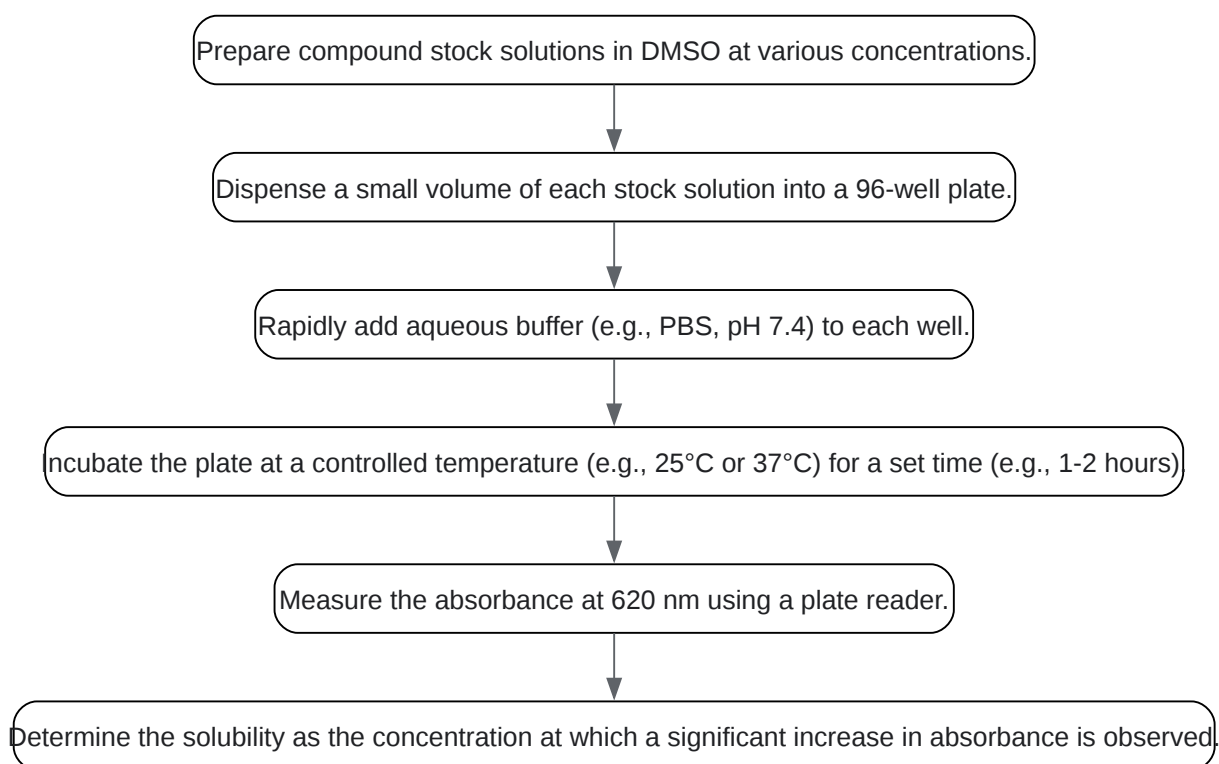 Prepare compound stock solutions in DMSO at various concentrations.
Dispense a small volume of each stock solution into a 96-well plate.
Rapidly add aqueous buffer (e.g., PBS, pH 7.4) to each well.
Incubate the plate at a controlled temperature (e.g., 25°C or 37°C) for a set time (e.g., 1-2 hours).
Measure the absorbance at 620 nm using a plate reader.
Determine the solubility as the concentration at which a significant increase in absorbance is observed.